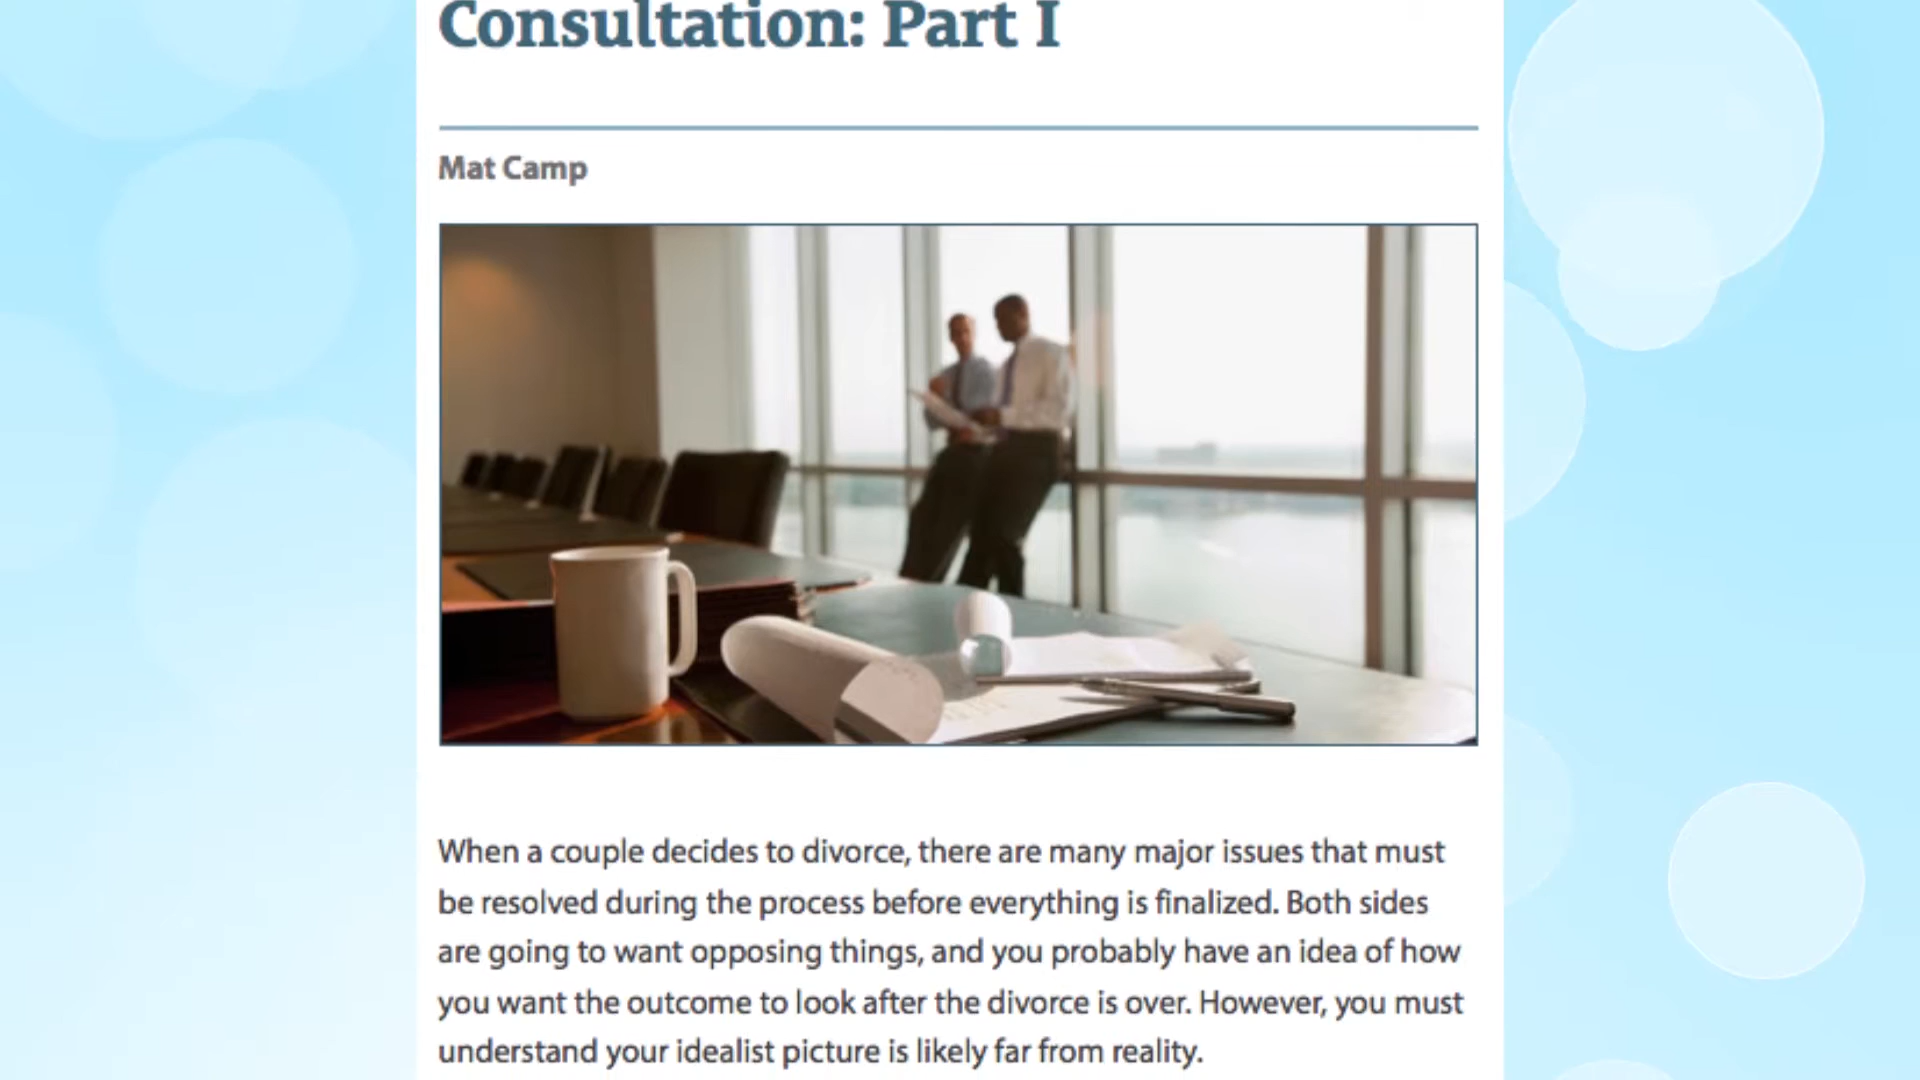 Consultation: Part I
Mat Camp
When a couple decides to divorce, there are many major issues that must
be resolved during the process before everything is finalized. Both sides
are going to want opposing things, and you probably have an idea of how
you want the outcome to look after the divorce is over. However, you must
understand your idealist picture is likely far from reality.